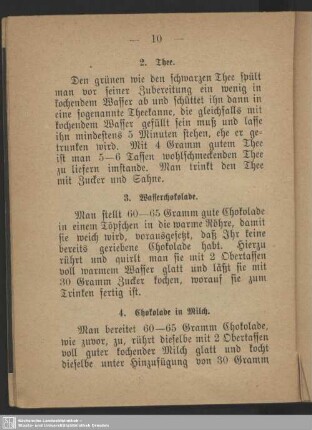 — 10 —
2. Thee.
Den grünen wie den schwarzen Thee spült
man vor seiner Zubereitung ein wenig in
kochendem Wasser ab und schüttet ihn dann in
eine sogenannte Theekanne, die gleichfalls mit
kochendem Wasser gefüllt sein muß und lasse
ihn mindestens 5 Minuten stehen, ehe er ge-
trunken wird. Mit 4 Gramm gutem Thee
ist man 5—6 Tassen wohlschmeckenden Thee
zu liefern imstande. Man trinkt den Thee
mit Zucker und Sahne.
3. Wasserchokolade.
Man stellt 60—65 Gramm gute Chokolade
in einem Töpfchen in die warme Röhre, damit
sie weich wird, vorausgesetzt, daß Ihr keine
bereits geriebene Chokolade habt. Hierzu
rührt und quirlt man sie mit 2 Obertassen
voll warmem Wasser glatt und läßt sie mit
30 Gramm Zucker kochen, worauf sie zum
Trinken fertig ist.
4. Chokolade in Milch.
Man bereitet 60—65 Gramm Chokolade,
wie zuvor, zu, rührt dieselbe mit 2 Obertassen
voll guter kochender Milch glatt und kocht
dieselbe unter Hinzufügung von 30 Gramm
Sächsische Landesbibliothek –
Staats- und Universitätsbibliothek Dresden